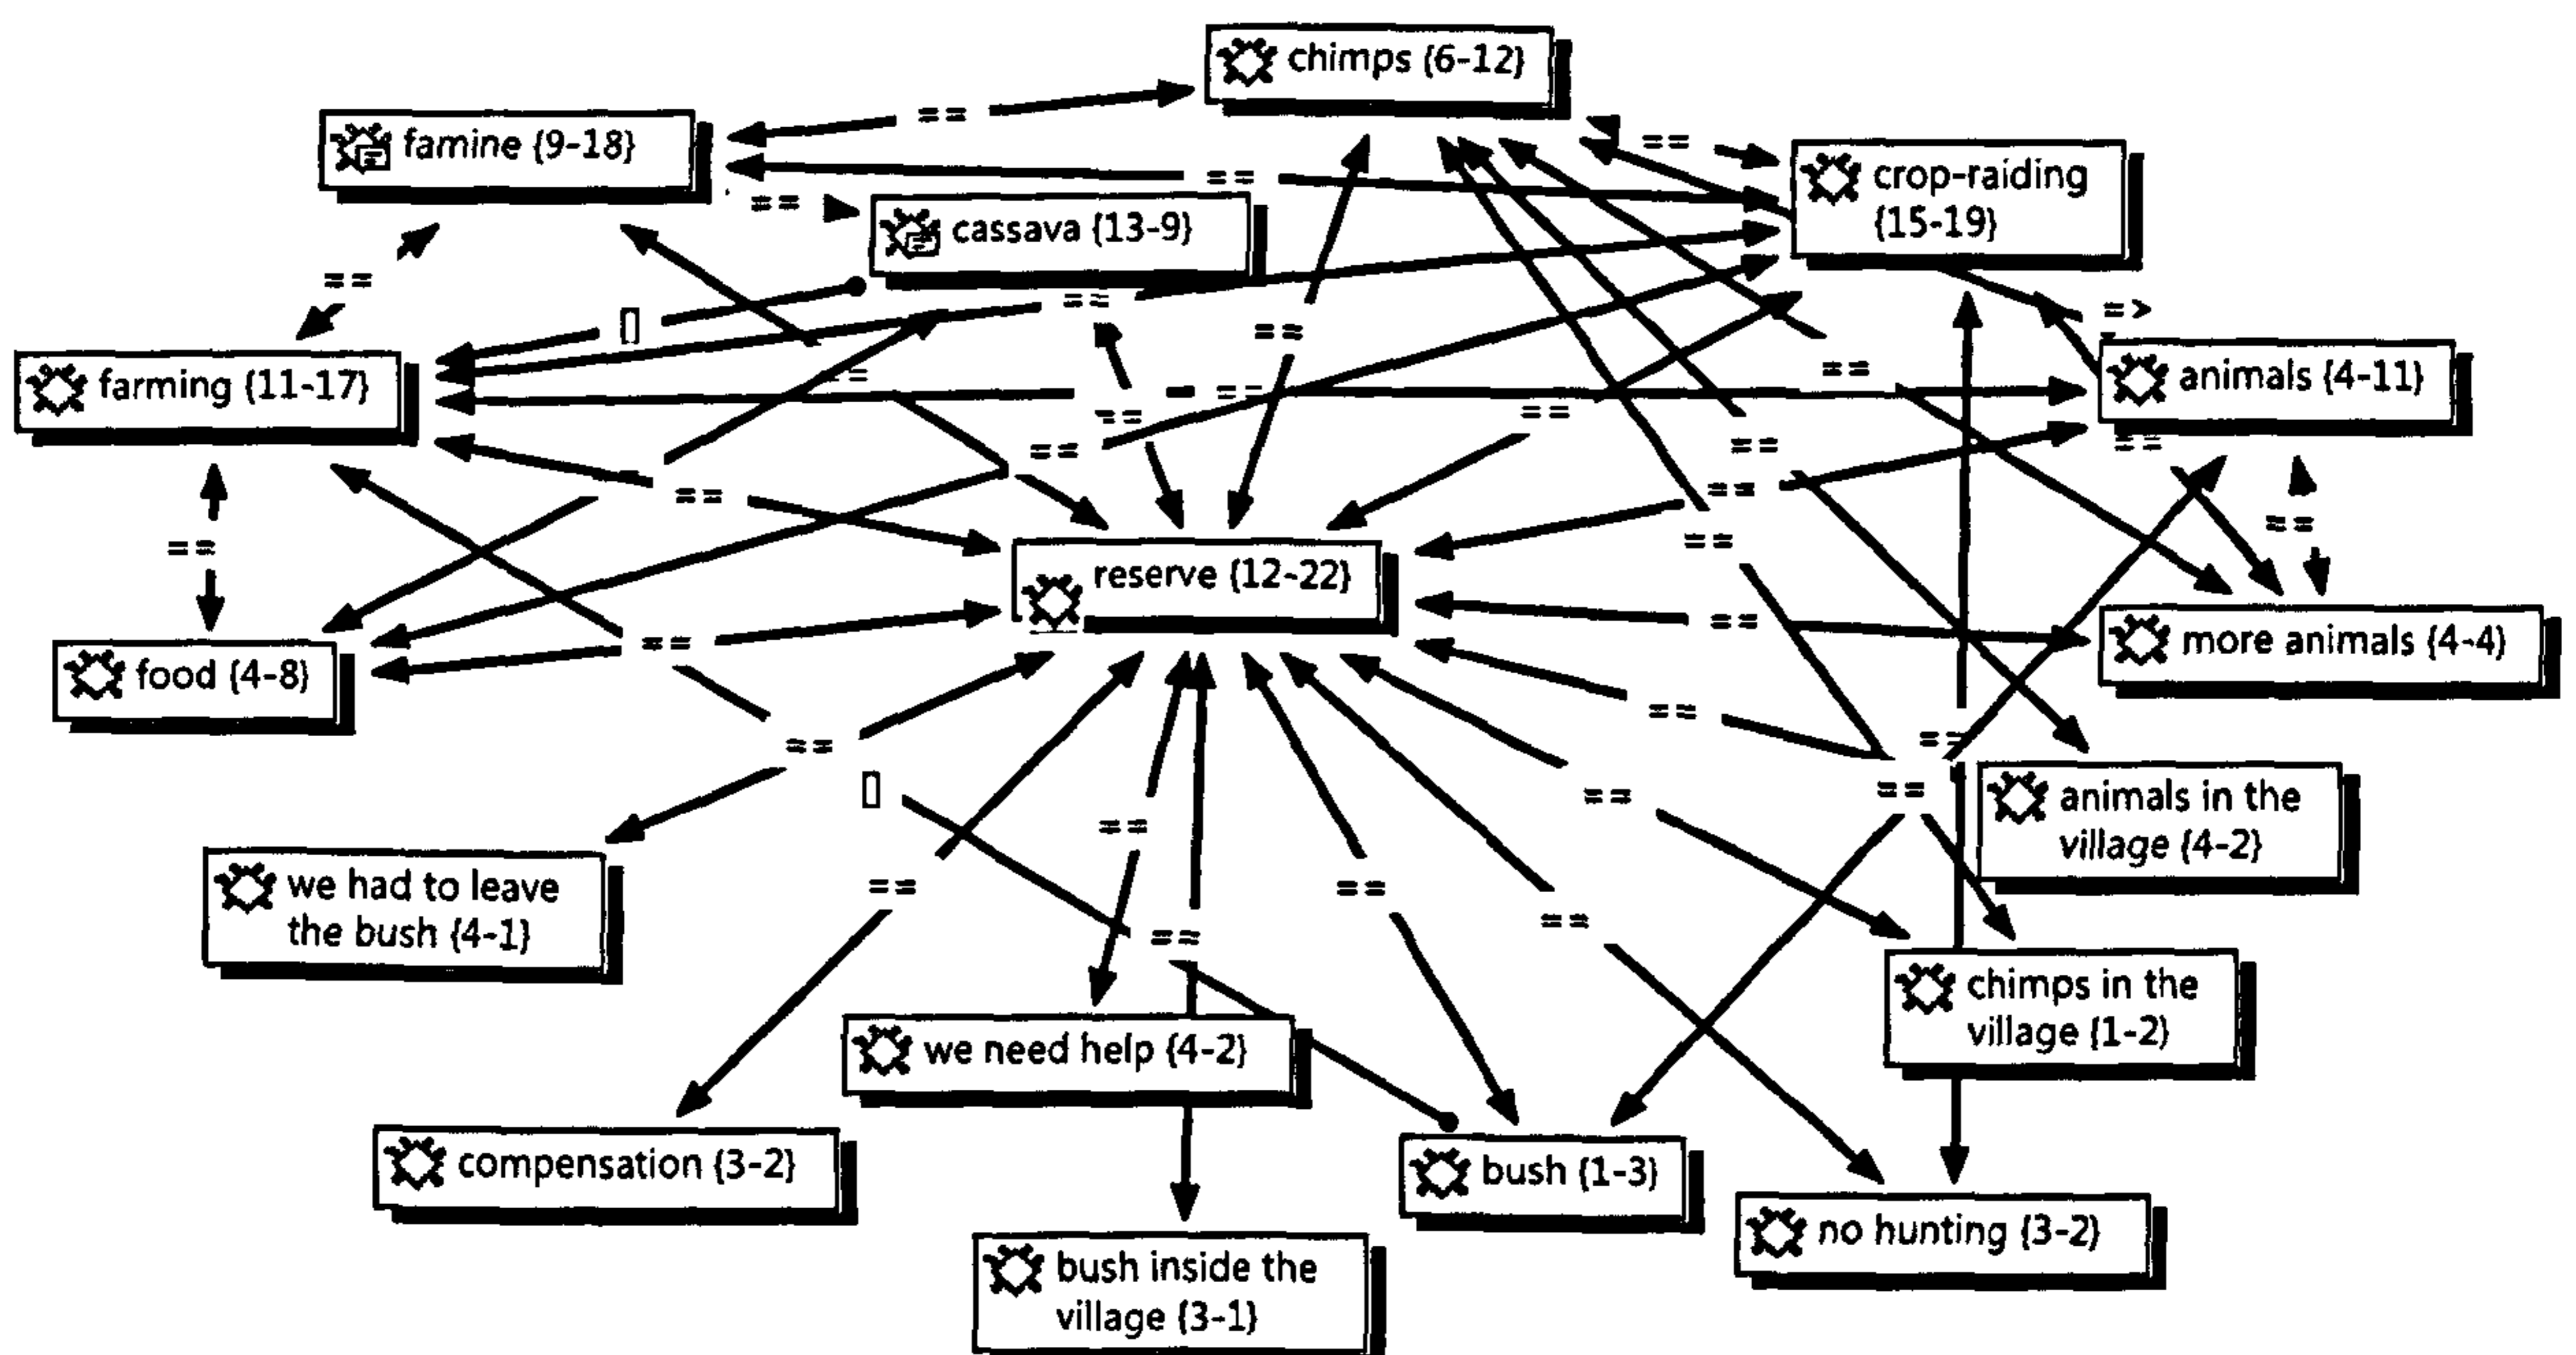 chimps {6-12}
==
famine {9-18}
==
crop-raiding
{15-19}
==
==
cassava {13-9}
==
==
[]
==
=>
==
farming {11-17}
==
==
==
==
==
animals {4-11}
==
==
==
==
==
==
==
==
reserve {12-22}
==
food {4-8}
==
more animals {4-4}
==
==
==
[]
==
==
==
animals in the
village {4-2}
we had to leave
the bush {4-1}
==
==
==
==
==
chimps in the
village {1-2}
we need help {4-2}
compensation {3-2}
bush {1-3}
no hunting {3-2}
bush inside the
village {3-1}